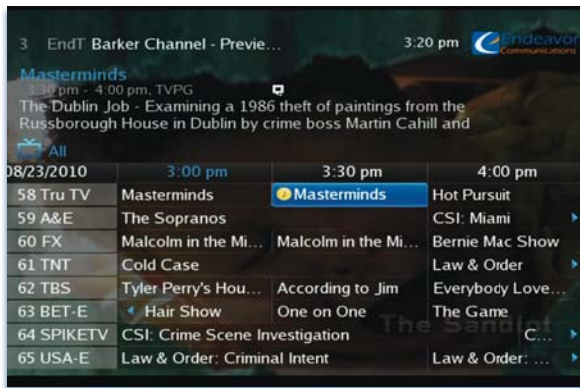 3 EndT Barker Channel - Previe... 3:20 pm Endeavor Communications
Masterminds
3:30 pm - 4:00 pm, TVPG
The Dublin Job - Examining a 1986 theft of paintings from the
Russborough House in Dublin by crime boss Martin Cahill and
All
08/23/2010 3:00 pm 3:30 pm 4:00 pm
58 Tru TV Masterminds Masterminds Hot Pursuit
59 A&E The Sopranos CSI: Miami
60 FX Malcolm in the Mi... Malcolm in the Mi... Bernie Mac Show
61 TNT Cold Case Law & Order
62 TBS Tyler Perry's Hou... According to Jim Everybody Love...
63 BET-E Hair Show One on One The Game
The Sandlot
64 SPIKETV CSI: Crime Scene Investigation C...
65 USA-E Law & Order: Criminal Intent Law & Order: ...